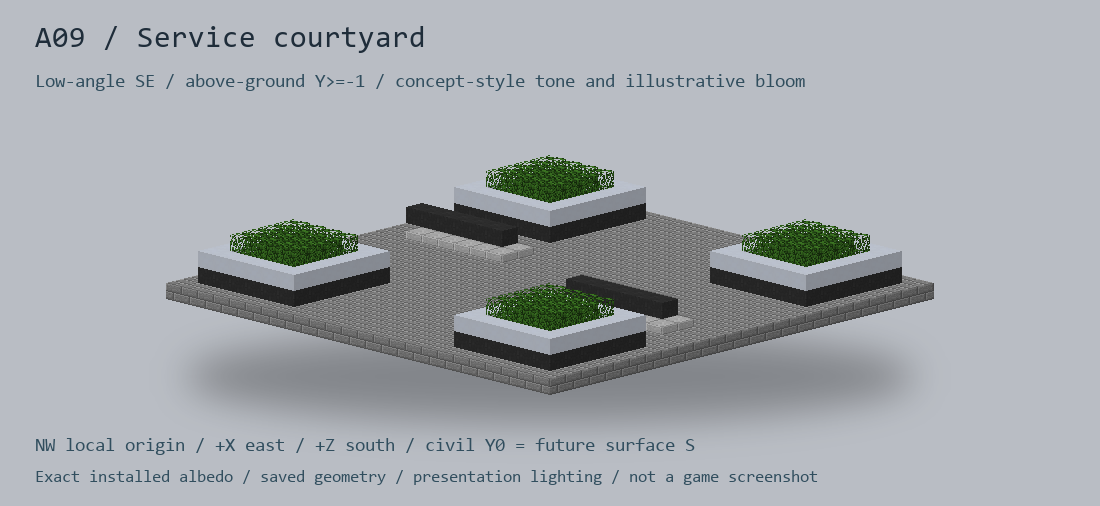 A09 / Service courtyard
Low-angle SE / above-ground Y>=-1 / concept-style tone and illustrative bloom
NW local origin / +X east / +Z south / civil Y0 = future surface S
Exact installed albedo / saved geometry / presentation lighting / not a game screenshot